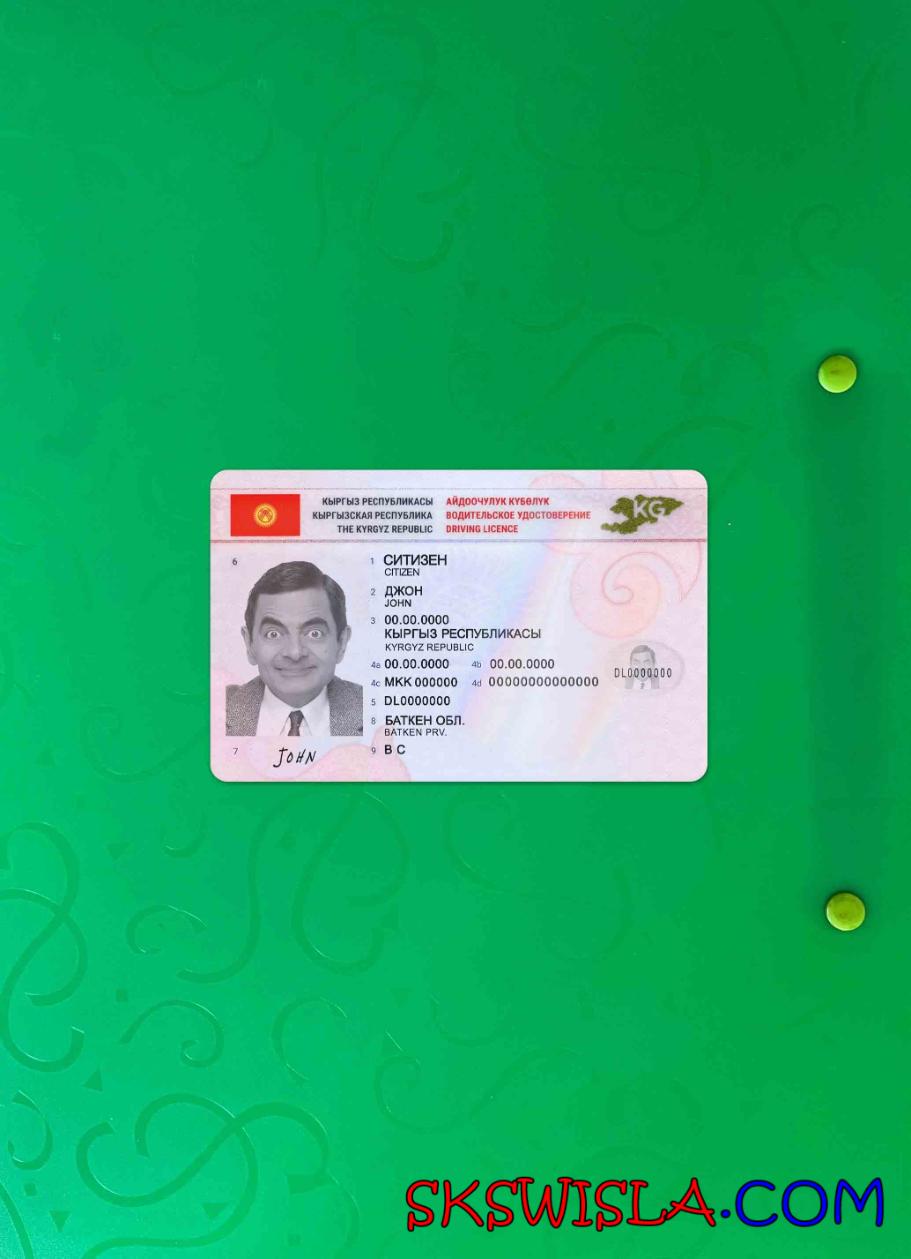 КЫРГЫЗ РЕСПУБЛИКАСЫ АЙДООЧУЛУК КҮБӨЛҮК
КЫРГЫЗСКАЯ РЕСПУБЛИКА ВОДИТЕЛЬСКОЕ УДОСТОВЕРЕНИЕ
THE KYRGYZ REPUBLIC DRIVING LICENCE
KG
6
1 СИТИЗЕН
CITIZEN
2 ДЖОН
JOHN
3 00.00.0000
КЫРГЫЗ РЕСПУБЛИКАСЫ
KYRGYZ REPUBLIC
4a 00.00.0000 4b 00.00.0000
4c МКК 000000 4d 00000000000000
DL0000000
5 DL0000000
8 БАТКЕН ОБЛ.
BATKEN PRV.
7 JOHN
9 B C
SKSWISLA.COM